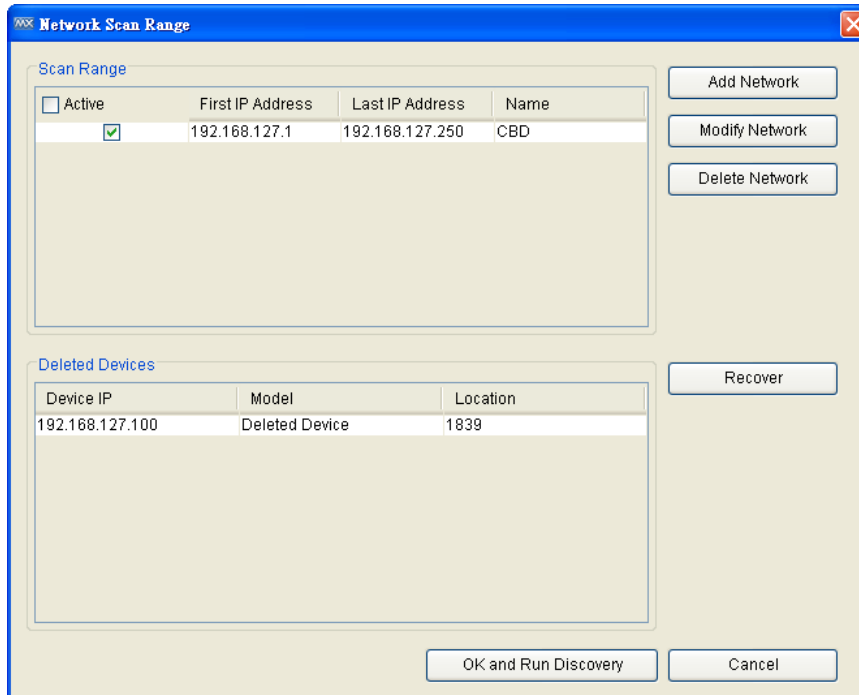 MX Network Scan Range
Scan Range
Active First IP Address Last IP Address Name
192.168.127.1 192.168.127.250 CBD
Add Network
Modify Network
Delete Network
Deleted Devices
Device IP Model Location
192.168.127.100 Deleted Device 1839
Recover
OK and Run Discovery Cancel